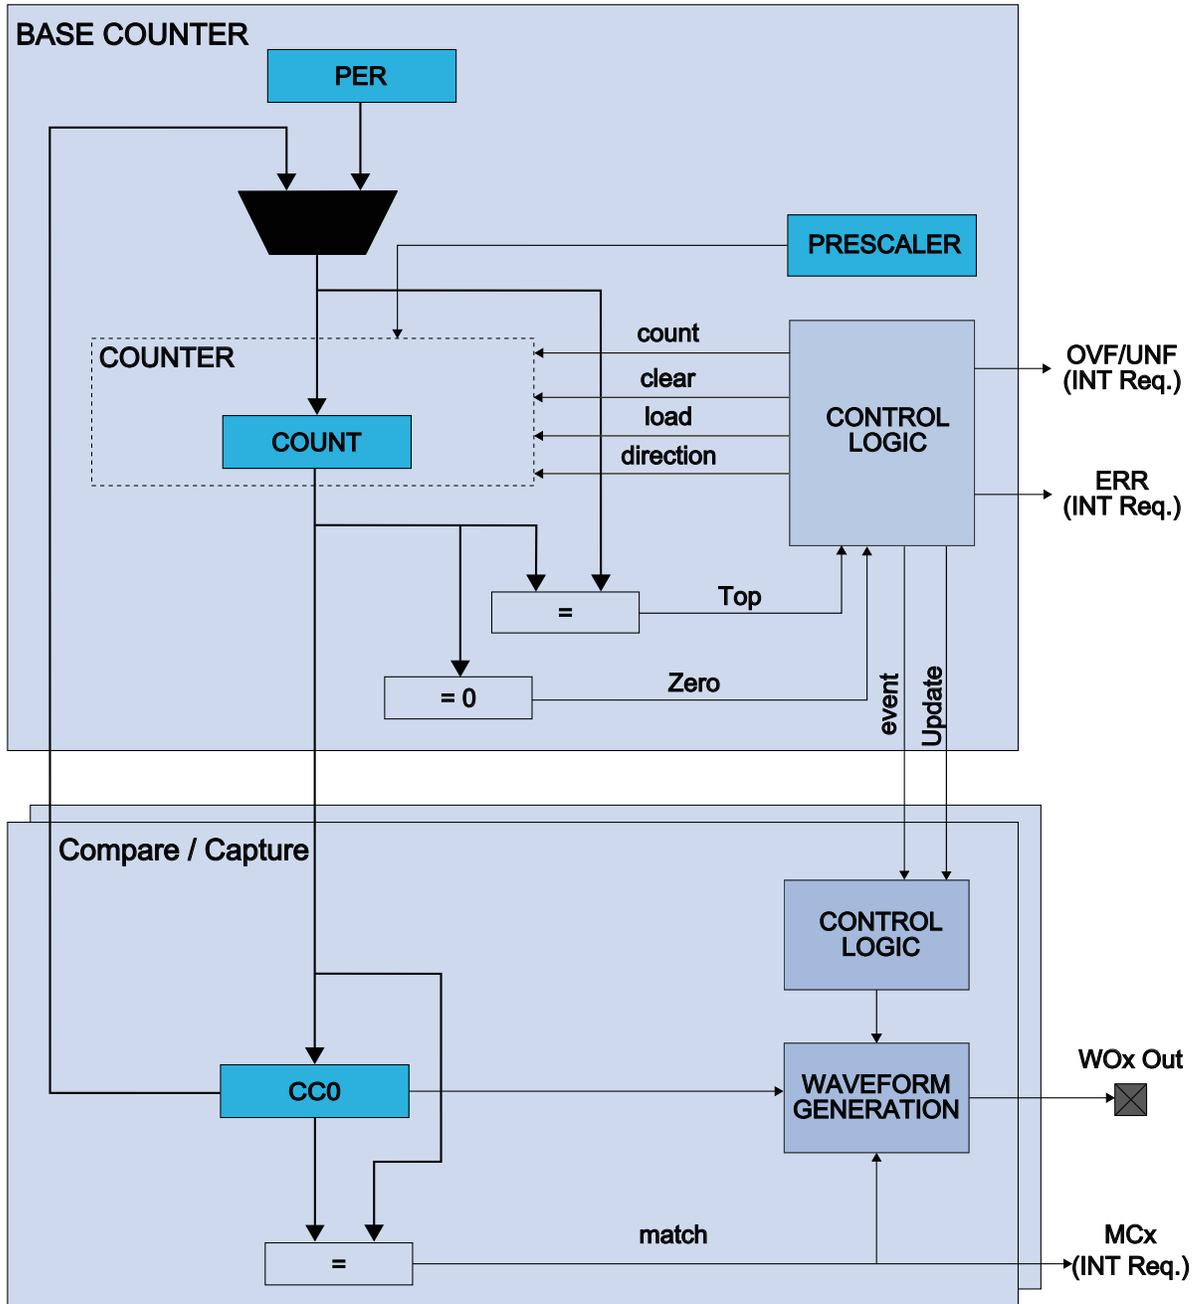 BASE COUNTER
PER
PRESCALER
COUNTER
COUNT
count
clear
load
direction
CONTROL
LOGIC
OVF/UNF
(INT Req.)
ERR
(INT Req.)
=
Top
= 0
Zero
event
Update
Compare / Capture
CONTROL
LOGIC
CC0
WAVEFORM
GENERATION
WOx Out
=
match
MCx
(INT Req.)